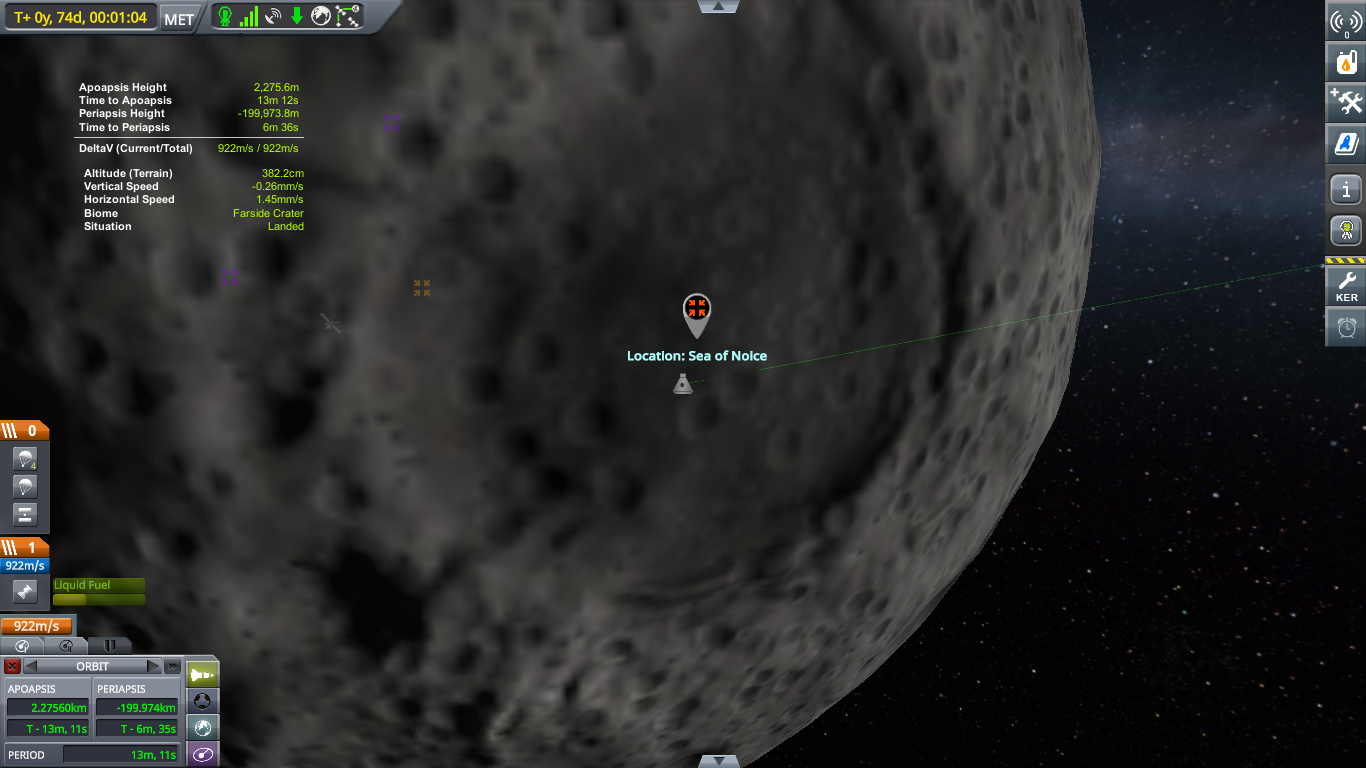 T+ 0y, 74d, 00:01:04
MET
0
Apoapsis Height 2,275.6m
Time to Apoapsis 13m 12s
Periapsis Height -199,973.8m
Time to Periapsis 6m 36s
DeltaV (Current/Total) 922m/s / 922m/s
Altitude (Terrain) 382.2cm
Vertical Speed -0.26mm/s
Horizontal Speed 1.45mm/s
Biome Farside Crater
Situation Landed
KER
Location: Sea of Noice
0
4
1
922m/s
Liquid Fuel
922m/s
ORBIT
APOAPSIS PERIAPSIS
2.27560km -199.974km
T - 13m, 11s T - 6m, 35s
PERIOD 13m, 11s